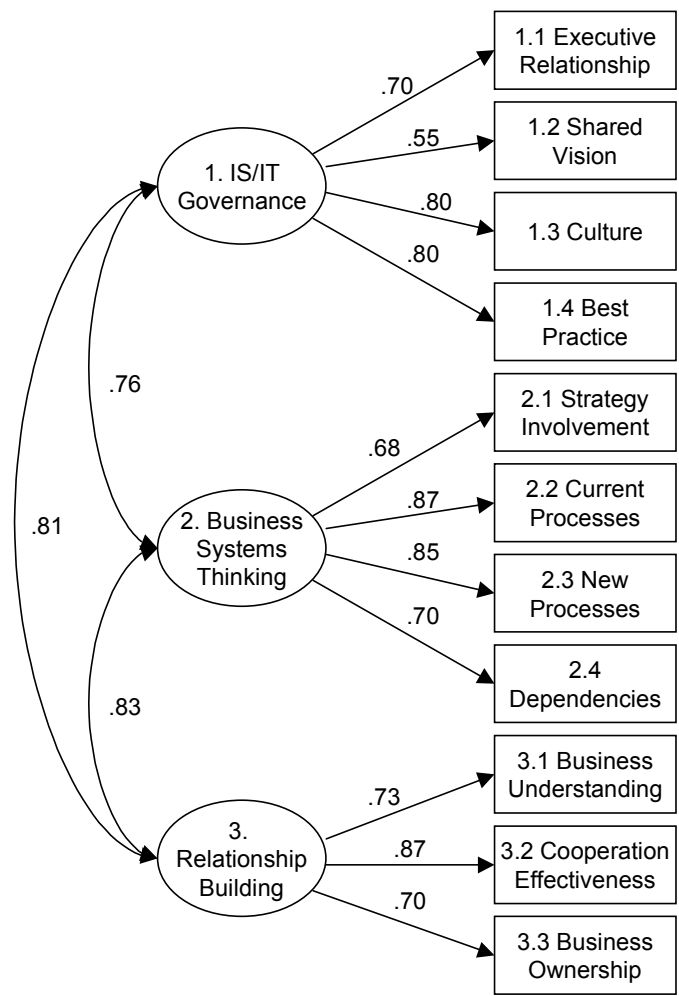 1.1 Executive
Relationship
.70
1.2 Shared
Vision
.55
1. IS/IT
Governance
.80
1.3 Culture
.80
1.4 Best
Practice
.76
2.1 Strategy
Involvement
.68
2.2 Current
Processes
.87
.81
2. Business
Systems
Thinking
.85
2.3 New
Processes
.70
2.4
Dependencies
.83
3.1 Business
Understanding
.73
3.
Relationship
Building
.87
3.2 Cooperation
Effectiveness
.70
3.3 Business
Ownership